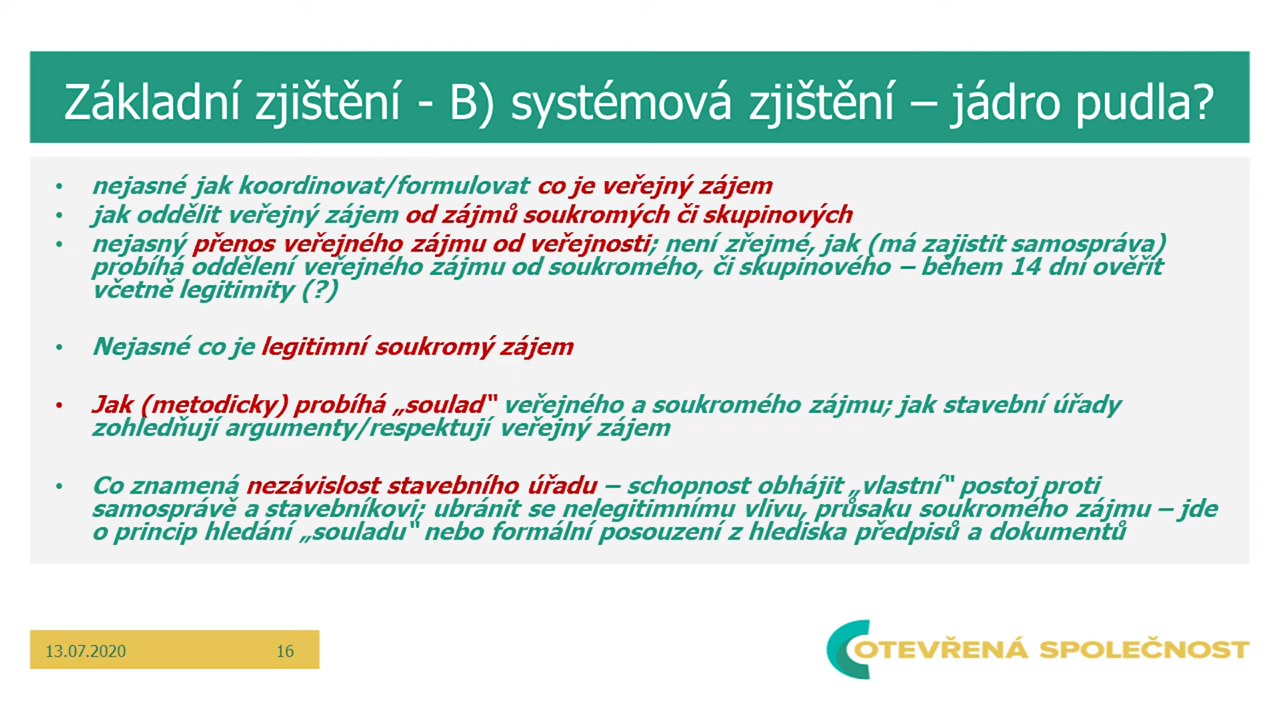 Základní zjištění - B) systémová zjištění – jádro pudla?
• nejasné jak koordinovat/formulovat co je veřejný zájem
• jak oddělit veřejný zájem od zájmů soukromých či skupinových
• nejasný přenos veřejného zájmu od veřejnosti; není zřejmé, jak (má zajistit samospráva)
probíhá oddělení veřejného zájmu od soukromého, či skupinového – během 14 dní ověřit
včetně legitimity (?)
• Nejasné co je legitimní soukromý zájem
• Jak (metodicky) probíhá „soulad“ veřejného a soukromého zájmu; jak stavební úřady
zohledňují argumenty/respektují veřejný zájem
• Co znamená nezávislost stavebního úřadu – schopnost obhájit „vlastní“ postoj proti
samosprávě a stavebníkovi; ubránit se nelegitimnímu vlivu, průsaku soukromého zájmu – jde
o princip hledání „souladu“ nebo formální posouzení z hlediska předpisů a dokumentů
13.07.2020 16
OTEVŘENÁ SPOLEČNOST